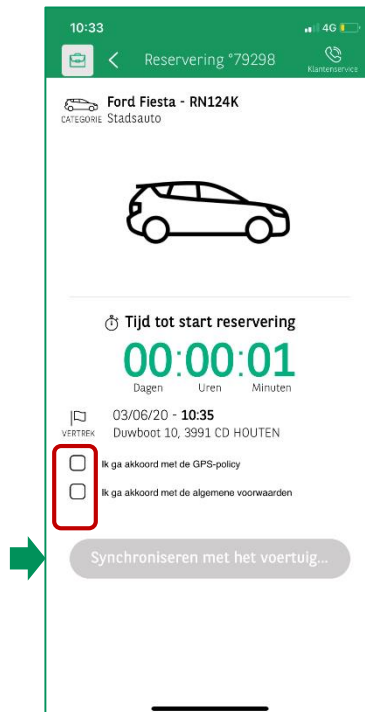 10:33 4G
Reservering °79298
Klantenservice
Ford Fiesta - RN124K
CATEGORIE Stadsauto
Tijd tot start reservering
00:00:01
Dagen Uren Minuten
03/06/20 - 10:35
VERTREK Duwboot 10, 3991 CD HOUTEN
Ik ga akkoord met de GPS-policy
Ik ga akkoord met de algemene voorwaarden
Synchroniseren met het voertuig...